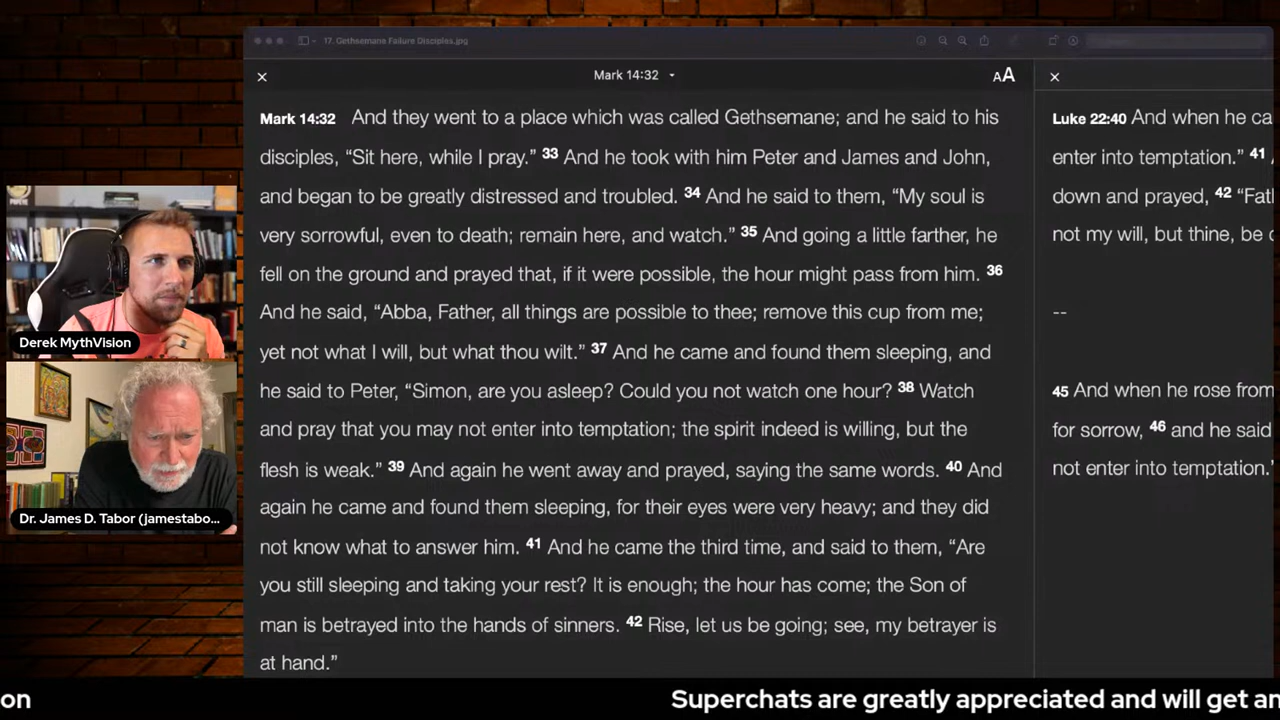 17. Gethsemane Failure Disciples.jpg
Mark 14:32
AA
Mark 14:32 And they went to a place which was called Gethsemane; and he said to his
disciples, “Sit here, while I pray.” 33 And he took with him Peter and James and John,
and began to be greatly distressed and troubled. 34 And he said to them, “My soul is
very sorrowful, even to death; remain here, and watch.” 35 And going a little farther, he
fell on the ground and prayed that, if it were possible, the hour might pass from him. 36
And he said, “Abba, Father, all things are possible to thee; remove this cup from me;
yet not what I will, but what thou wilt.” 37 And he came and found them sleeping, and
he said to Peter, “Simon, are you asleep? Could you not watch one hour? 38 Watch
and pray that you may not enter into temptation; the spirit indeed is willing, but the
flesh is weak.” 39 And again he went away and prayed, saying the same words. 40 And
again he came and found them sleeping, for their eyes were very heavy; and they did
not know what to answer him. 41 And he came the third time, and said to them, “Are
you still sleeping and taking your rest? It is enough; the hour has come; the Son of
man is betrayed into the hands of sinners. 42 Rise, let us be going; see, my betrayer is
at hand.”
Luke 22:40 And when he ca
enter into temptation.” 41
down and prayed, 42 “Fat
not my will, but thine, be
--
45 And when he rose from
for sorrow, 46 and he said
not enter into temptation.”
Derek MythVision
Dr. James D. Tabor (jamestabo...
on
Superchats are greatly appreciated and will get an